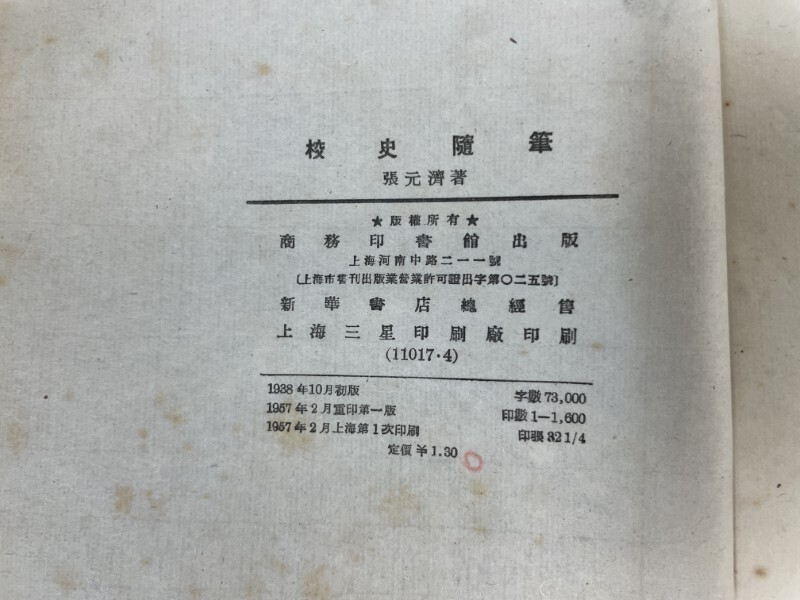 校史隨筆
張元濟著
★版權所有★
商務印書館出版
上海河南中路二一一號
〔上海市書刊出版業營業許可證出字第〇二五號〕
新華書店總經售
上海三星印刷廠印刷
(11017·4)
1938年10月初版
1957年2月重印第一版
1957年2月上海第1次印刷
定價￥1.30
字數73,000
印數1—1,600
印張821/4